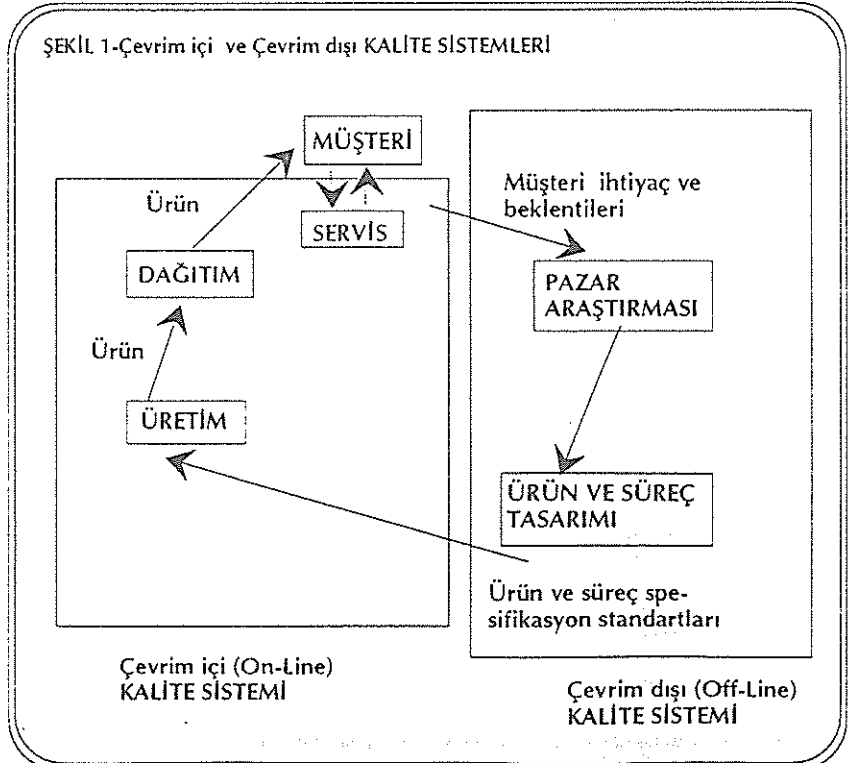 ŞEKİL 1-Çevrim içi ve Çevrim dışı KALİTE SİSTEMLERİ
MÜŞTERİ
Ürün
SERVİS
DAĞITIM
Ürün
ÜRETİM
Müşteri ihtiyaç ve
beklentileri
PAZAR
ARAŞTIRMASI
ÜRÜN VE SÜREÇ
TASARIMI
Ürün ve süreç spe-
sifikasyon standartları
Çevrim içi (On-Line)
KALİTE SİSTEMİ
Çevrim dışı (Off-Line)
KALİTE SİSTEMİ